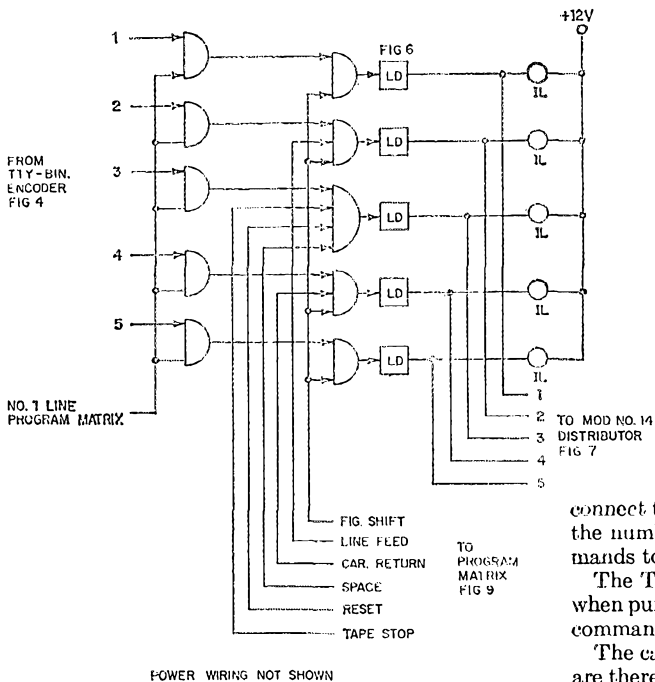 +12V
1
FIG 6
LD
IL
2
LD
IL
FROM
TTY-BIN.
ENCODER
FIG 4
3
LD
IL
4
LD
IL
5
LD
IL
NO. 1 LINE
PROGRAM MATRIX
1
2
3
4
5
TO MOD NO. 14
DISTRIBUTOR
FIG 7
FIG. SHIFT
LINE FEED
CAR. RETURN
SPACE
RESET
TAPE STOP
TO
PROGRAM
MATRIX
FIG 9
POWER WIRING NOT SHOWN
connect t
the num
mands to
The T
when pu
comman
The ca
are there